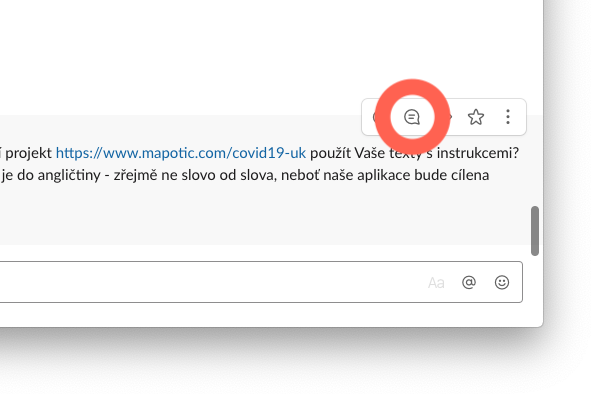 í projekt https://www.mapotic.com/covid19-uk použít Vaše texty s instrukcemi?
je do angličtiny - zřejmě ne slovo od slova, neboť naše aplikace bude cílena
Aa @